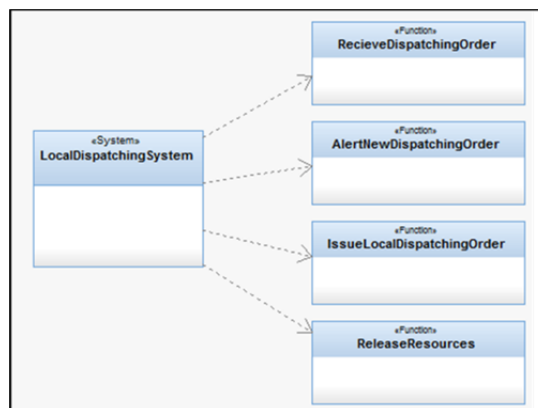 «Function»
RecieveDispatchingOrder
«System»
LocalDispatchingSystem
«Function»
AlertNewDispatchingOrder
«Function»
IssueLocalDispatchingOrder
«Function»
ReleaseResources